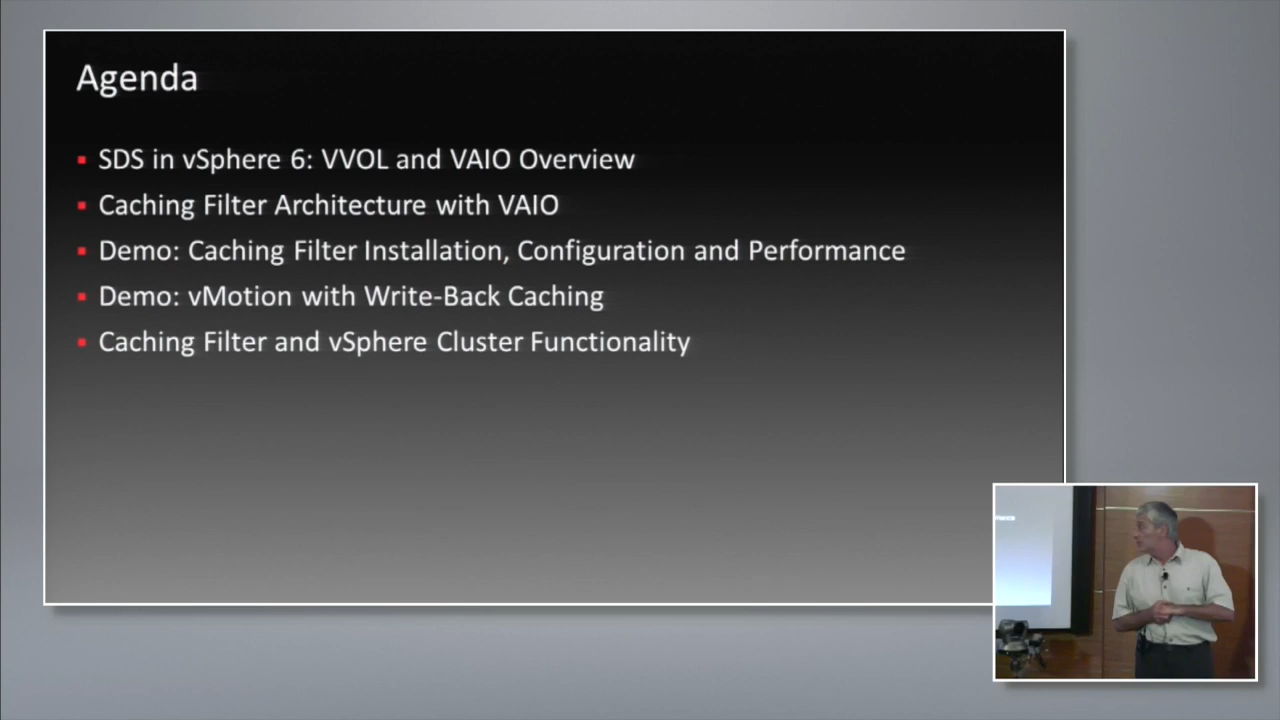 Agenda
SDS in vSphere 6: VVOL and VAIO Overview
Caching Filter Architecture with VAIO
Demo: Caching Filter Installation, Configuration and Performance
Demo: vMotion with Write-Back Caching
Caching Filter and vSphere Cluster Functionality